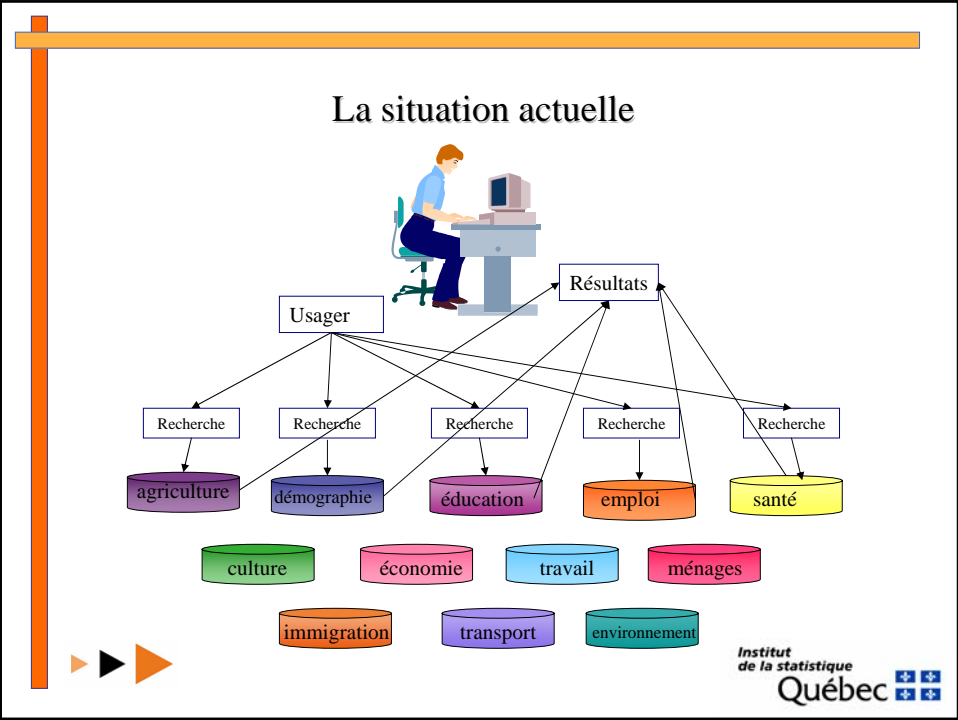 La situation actuelle
Résultats
Usager
Recherche
Recherche
Recherche
Recherche
Recherche
agriculture
démographie
éducation
emploi
santé
culture
économie
travail
ménages
immigration
transport
environnement
Institut
de la statistique
Québec